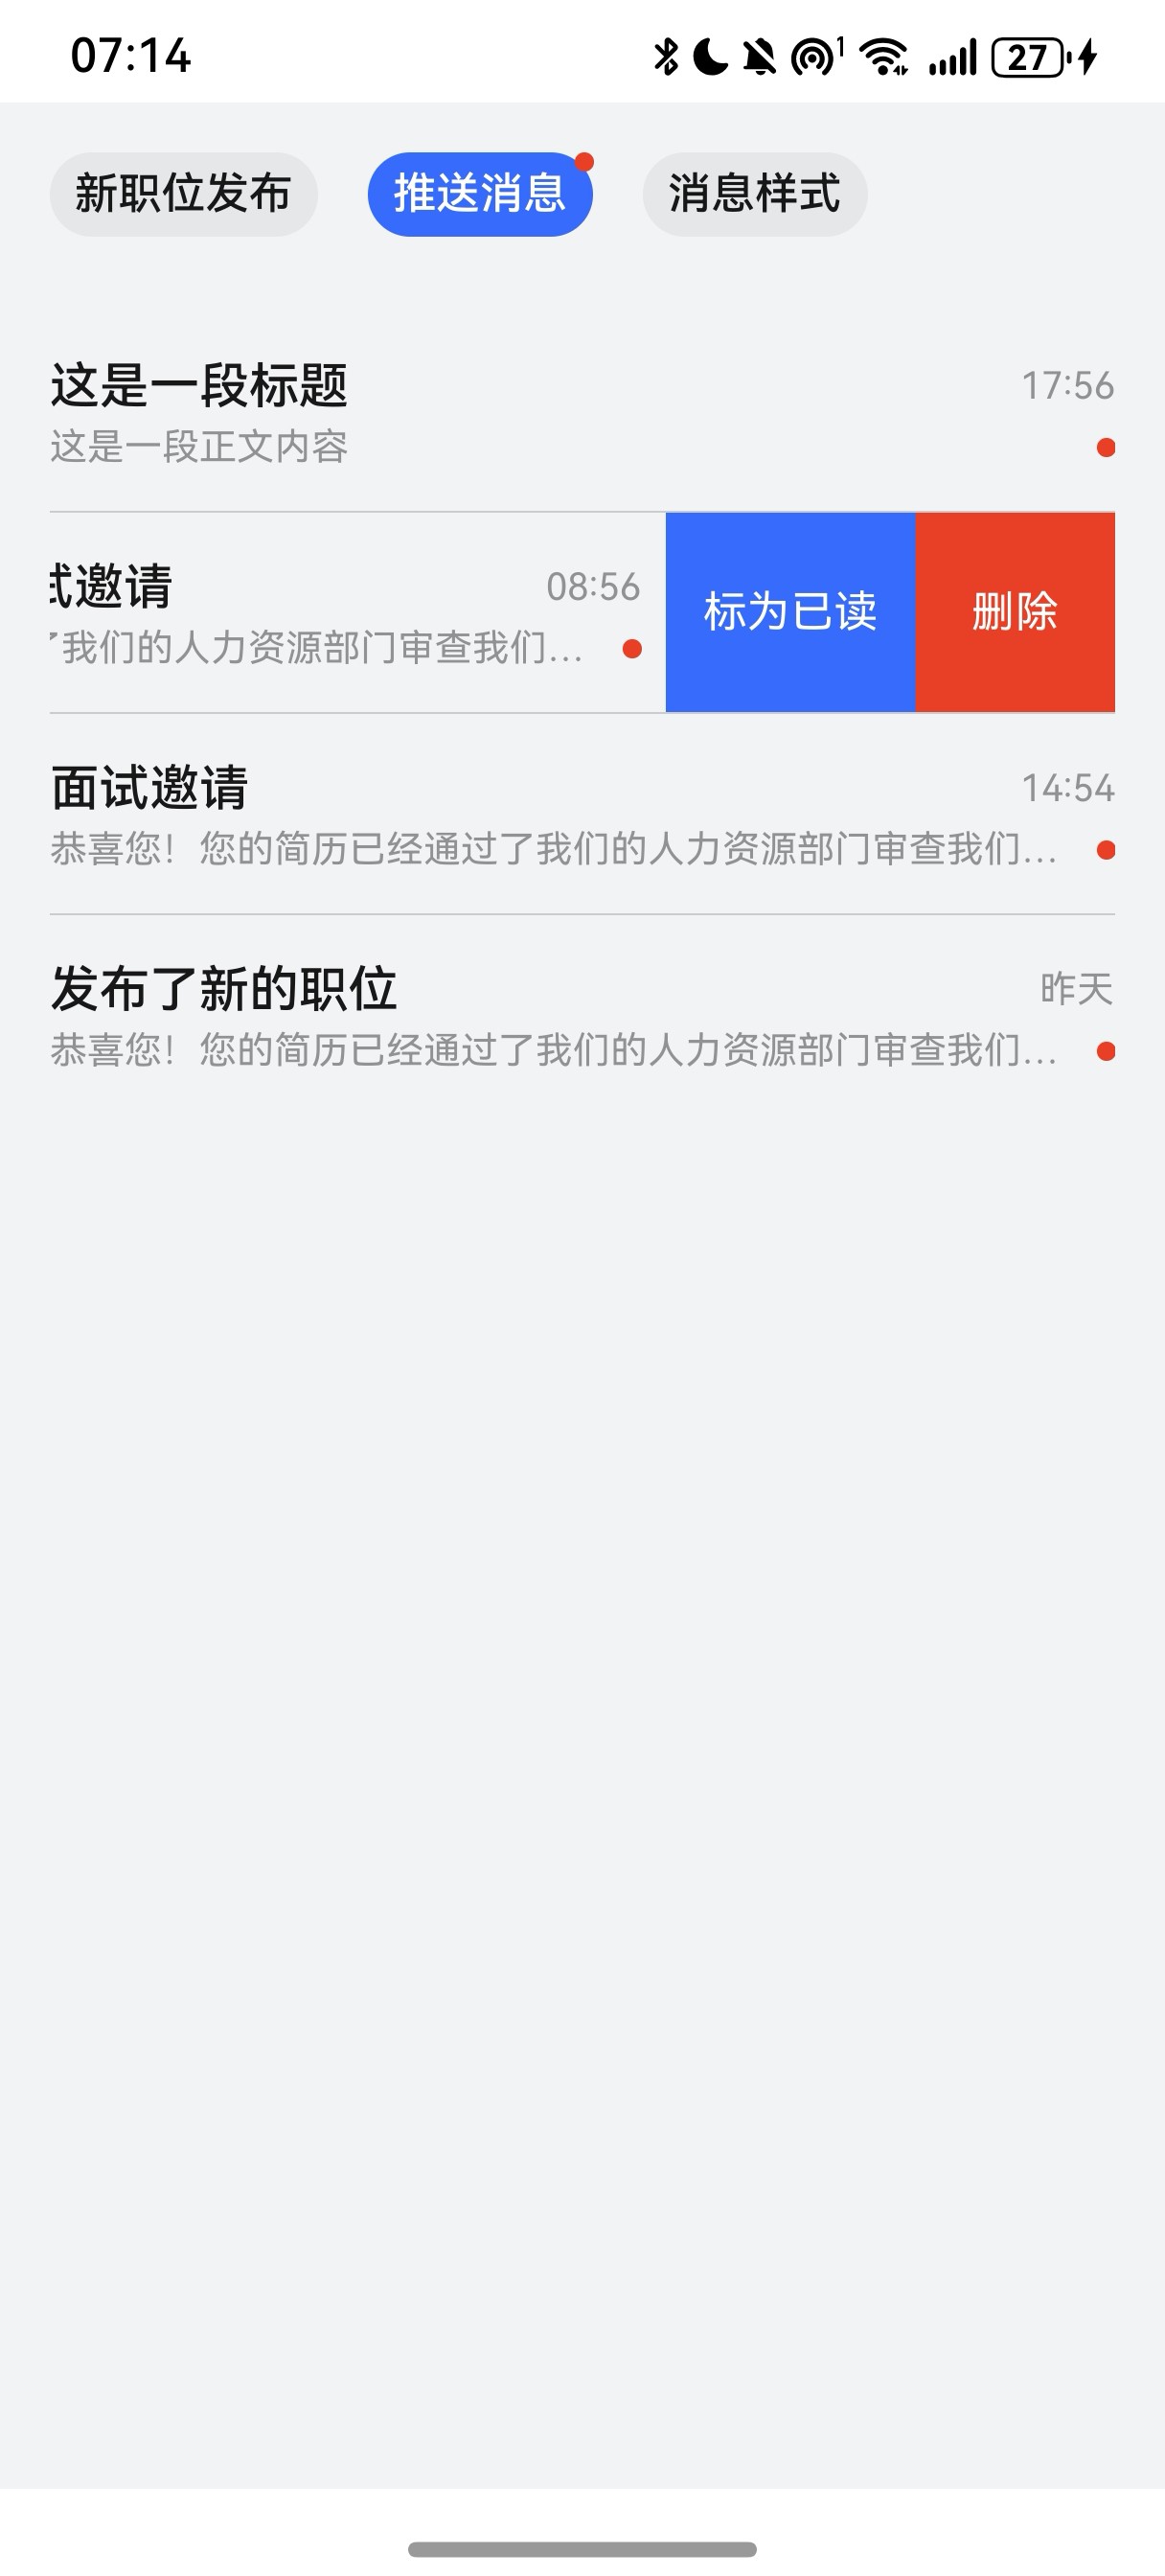 07:14
1
27
新职位发布 推送消息 消息样式
这是一段标题 17:56
这是一段正文内容
邀请 08:56 标为已读 删除
我们的人力资源部门审查我们...
面试邀请 14:54
恭喜您！您的简历已经通过了我们的人力资源部门审查我们...
发布了新的职位 昨天
恭喜您！您的简历已经通过了我们的人力资源部门审查我们...